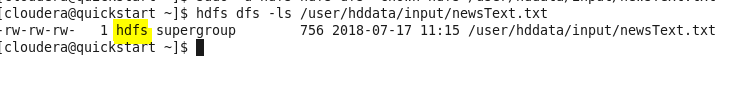 [cloudera@quickstart ~]$ hdfs dfs -ls /user/hddata/input/newsText.txt
-rw-rw-rw-   1 hdfs supergroup        756 2018-07-17 11:15 /user/hddata/input/newsText.txt
[cloudera@quickstart ~]$